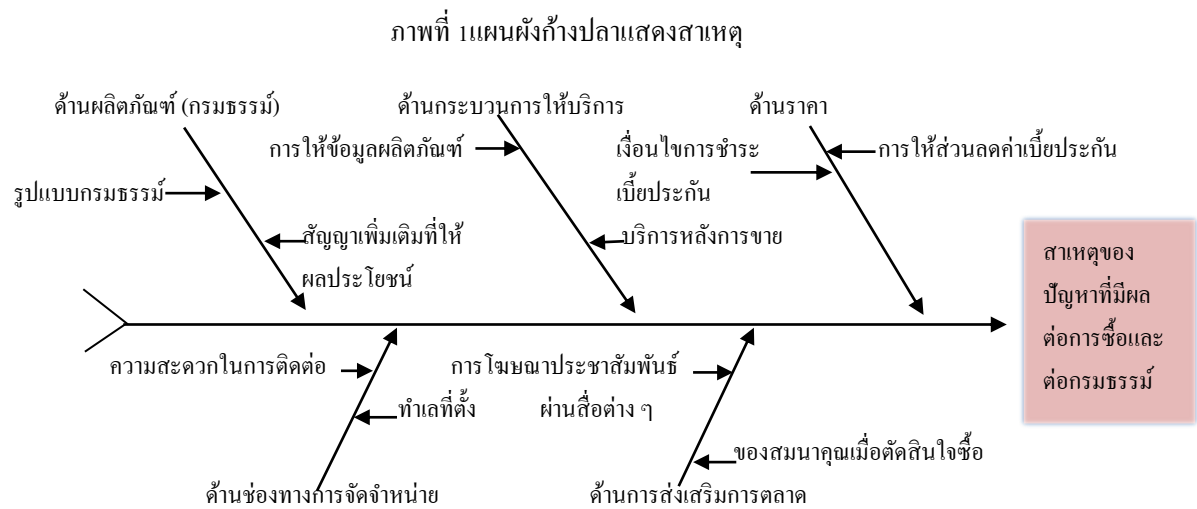 ภาพที่ 1แผนผังก้างปลาแสดงสาเหตุ
ด้านผลิตภัณฑ์ (กรมธรรม์)
รูปแบบกรมธรรม์
สัญญาเพิ่มเติมที่ให้
ผลประโยชน์
ด้านกระบวนการให้บริการ
การให้ข้อมูลผลิตภัณฑ์
บริการหลังการขาย
ด้านราคา
เงื่อนไขการชำระ
เบี้ยประกัน
การให้ส่วนลดค่าเบี้ยประกัน
สาเหตุของ
ปัญหาที่มีผล
ต่อการซื้อและ
ต่อกรมธรรม์
ความสะดวกในการติดต่อ
ทำเลที่ตั้ง
ด้านช่องทางการจัดจำหน่าย
การโฆษณาประชาสัมพันธ์
ผ่านสื่อต่าง ๆ
ของสมนาคุณเมื่อตัดสินใจซื้อ
ด้านการส่งเสริมการตลาด